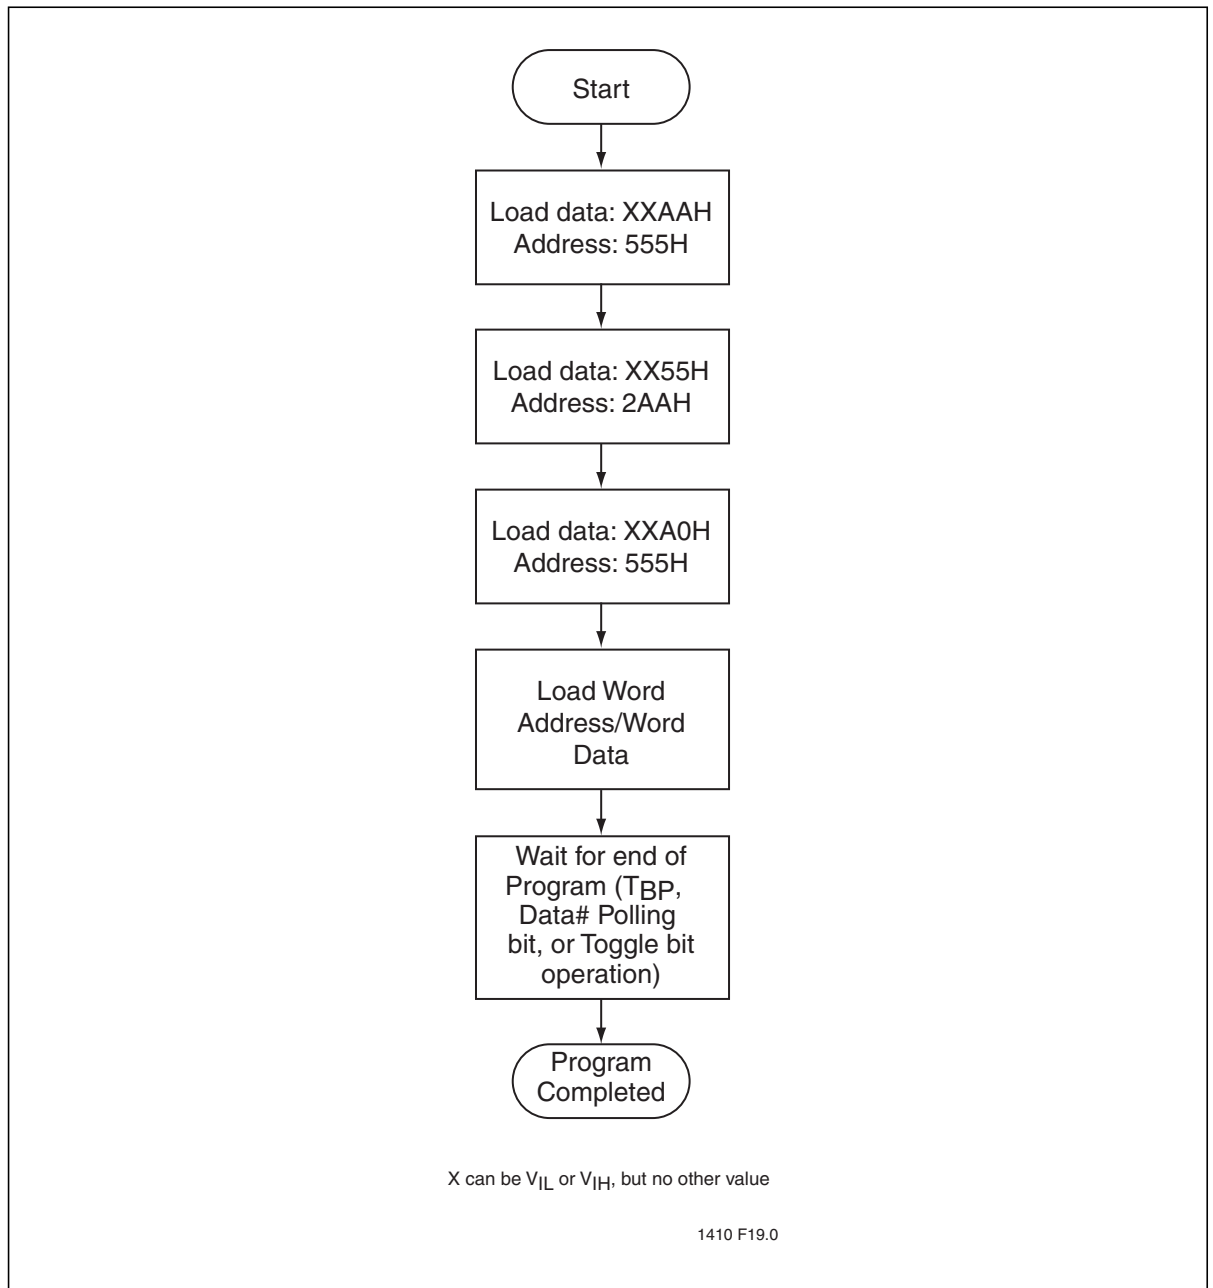 Start
Load data: XXAAH
Address: 555H
Load data: XX55H
Address: 2AAH
Load data: XXA0H
Address: 555H
Load Word
Address/Word
Data
Wait for end of
Program (TBP,
Data# Polling
bit, or Toggle bit
operation)
Program
Completed
X can be VIL or VIH, but no other value
1410 F19.0